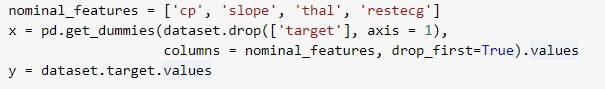 nominal_features = ['cp', 'slope', 'thal', 'restecg']
x = pd.get_dummies(dataset.drop(['target'], axis = 1),
columns = nominal_features, drop_first=True).values
y = dataset.target.values